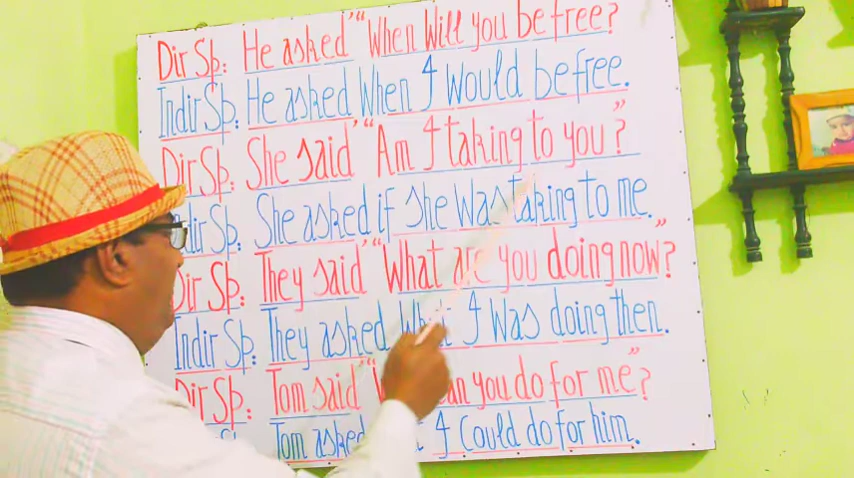 Dir Sp: He asked "When Will you be free?
Indir Sp: He asked When I Would be free.
Dir Sp: She said "Am I taking to you?"
dir Sp: She asked if she Was taking to me.
Dir Sp: They said "What are you doing now"?
Indir Sp: They asked What I Was doing then.
Dir Sp: Tom said " an you do for me"?
Tom asked I Could do for him.